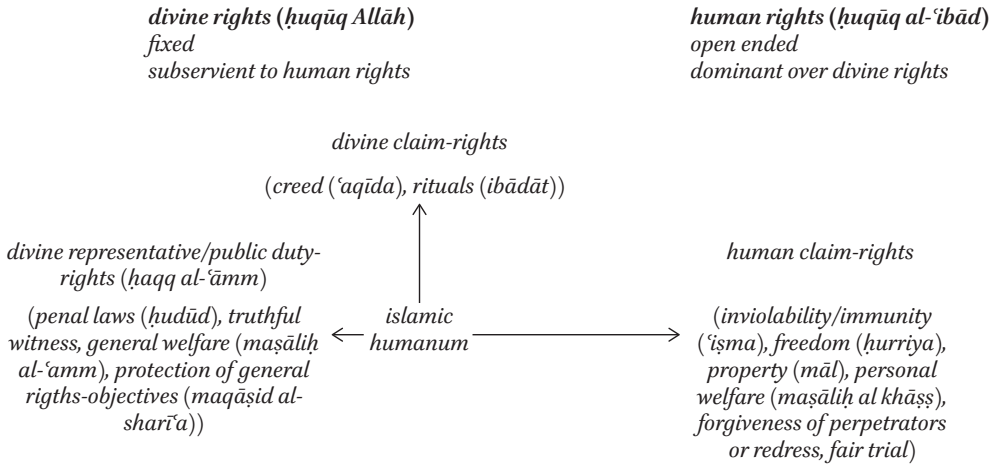 divine rights (ḥuqūq Allāh)
fixed
subservient to human rights
human rights (ḥuqūq al-ʿibād)
open ended
dominant over divine rights
divine claim-rights
(creed (ʿaqīda), rituals (ibādāt))
divine representative/public duty-
rights (ḥaqq al-ʿāmm)
(penal laws (ḥudūd), truthful
witness, general welfare (maṣāliḥ
al-ʿamm), protection of general
rigths-objectives (maqāṣid al-
sharīʿa))
islamic
humanum
human claim-rights
(inviolability/immunity
(ʿiṣma), freedom (ḥurriya),
property (māl), personal
welfare (maṣāliḥ al khāṣṣ),
forgiveness of perpetrators
or redress, fair trial)